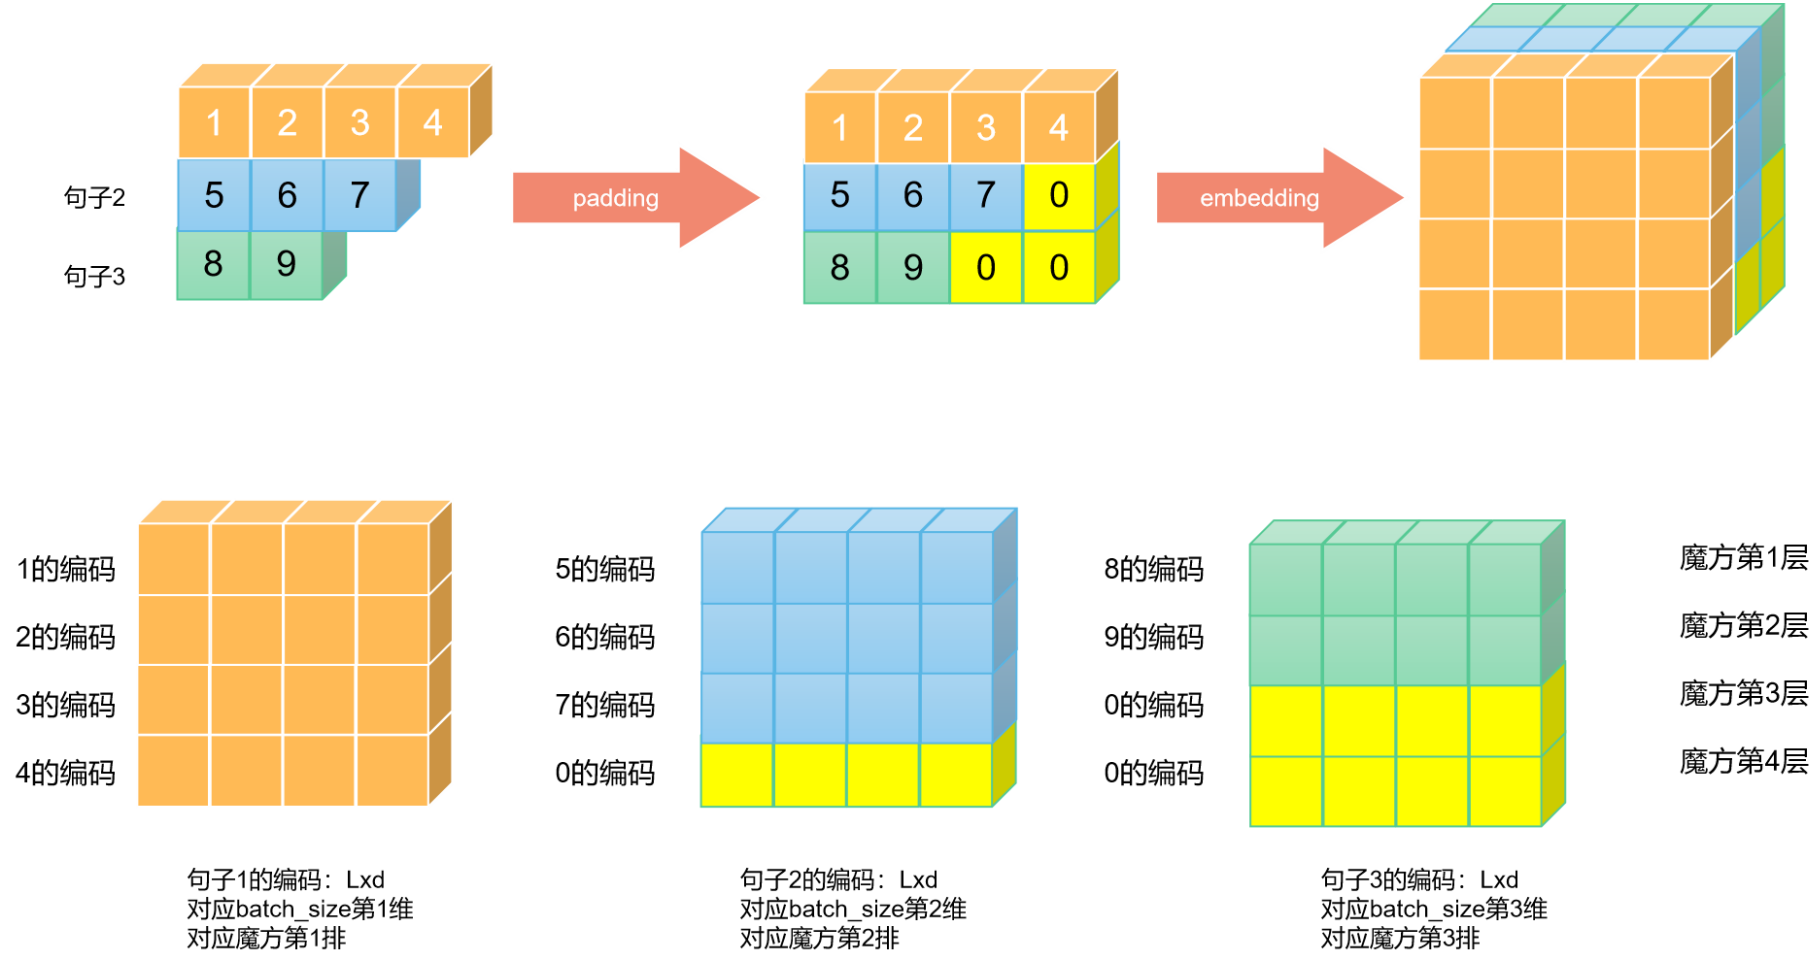 1 2 3 4
句子2 5 6 7
句子3 8 9
padding
1 2 3 4
5 6 7 0
8 9 0 0
embedding
1的编码
2的编码
3的编码
4的编码
句子1的编码：Lxd
对应batch_size第1维
对应魔方第1排
5的编码
6的编码
7的编码
0的编码
句子2的编码：Lxd
对应batch_size第2维
对应魔方第2排
8的编码
9的编码
0的编码
0的编码
句子3的编码：Lxd
对应batch_size第3维
对应魔方第3排
魔方第1层
魔方第2层
魔方第3层
魔方第4层